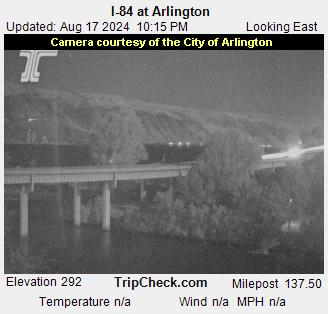 I-84 at Arlington
Updated: Aug 17 2024 10:15 PM Looking East
Camera courtesy of the City of Arlington
Elevation 292 TripCheck.com Milepost 137.50
Temperature n/a Wind n/a MPH n/a